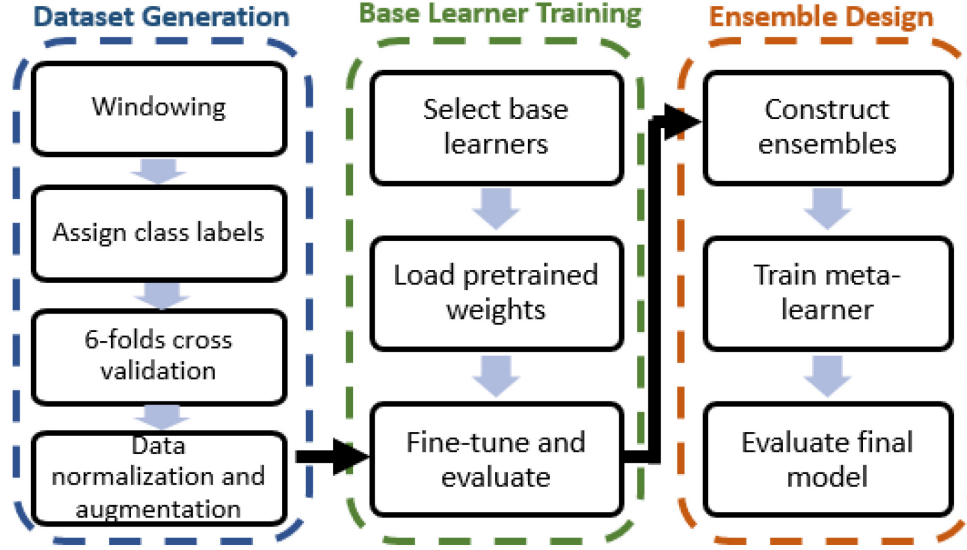 Dataset Generation
Windowing
Assign class labels
6-folds cross
validation
Data
normalization and
augmentation
Base Learner Training
Select base
learners
Load pretrained
weights
Fine-tune and
evaluate
Ensemble Design
Construct
ensembles
Train meta-
learner
Evaluate final
model